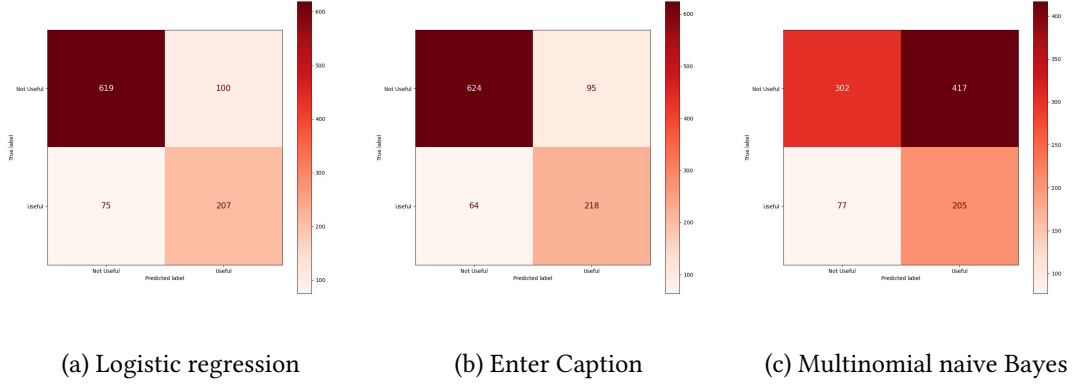 600
Not Useful
619
100
500
400
True label
300
Useful
75
207
200
100
Not Useful
Useful
Predicted label
600
Not Useful
624
95
500
400
True label
300
Useful
64
218
200
100
Not Useful
Useful
Predicted label
400
Not Useful
302
417
350
300
True label
250
200
Useful
77
205
150
100
Not Useful
Useful
Predicted label
(a) Logistic regression
(b) Enter Caption
(c) Multinomial naive Bayes